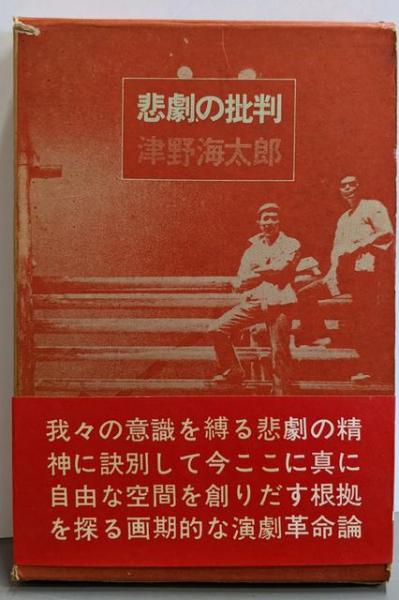 悲劇の批判
津野海太郎
我々の意識を縛る悲劇の精
神に訣別して今ここに真に
自由な空間を創りだす根拠
を探る画期的な演劇革命論